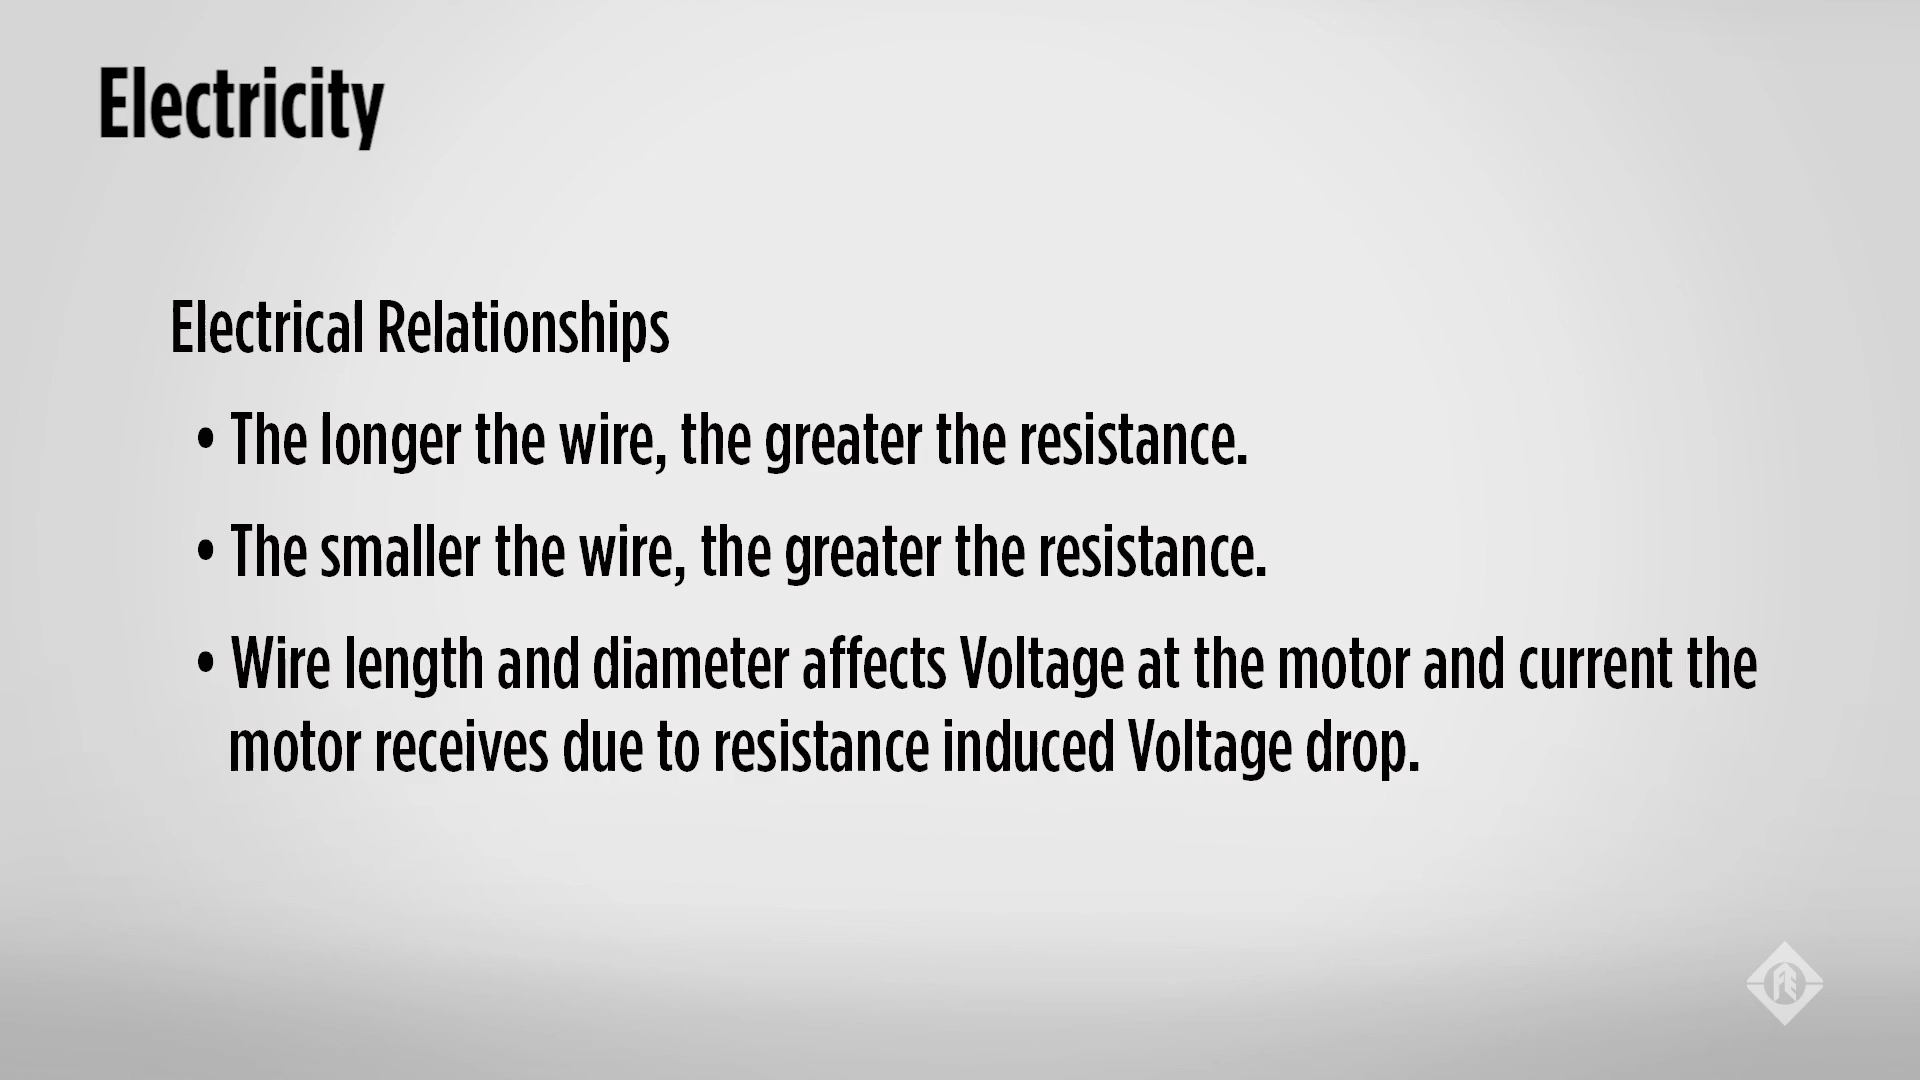 Electricity
Electrical Relationships
• The longer the wire, the greater the resistance.
• The smaller the wire, the greater the resistance.
• Wire length and diameter affects Voltage at the motor and current the
motor receives due to resistance induced Voltage drop.
FE